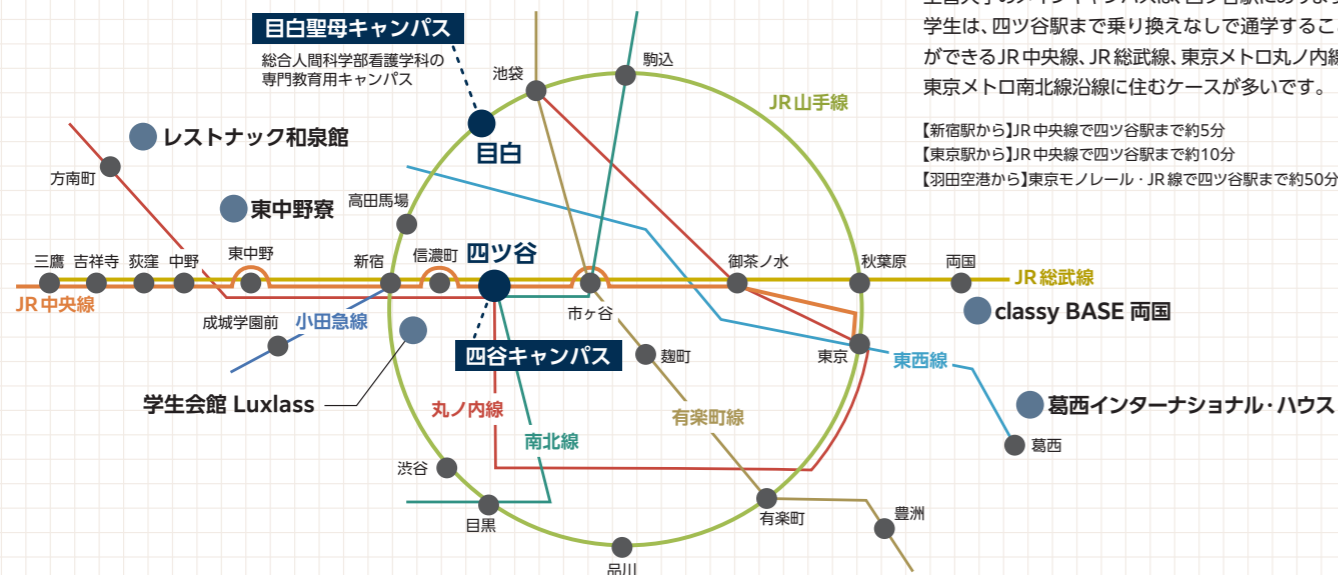 目白聖母キャンパス
総合人間科学部看護学科の
専門教育用キャンパス
学生は、四ツ谷駅まで乗り換えなしで通学するこ
ができるJR中央線、JR総武線、東京メトロ丸ノ内線
東京メトロ南北線沿線に住むケースが多いです。
【新宿駅から】JR中央線で四ツ谷駅まで約5分
【東京駅から】JR中央線で四ツ谷駅まで約10分
【羽田空港から】東京モノレール・JR線で四ツ谷駅まで約50分
池袋
駒込
JR山手線
目白
レストナック和泉館
方南町
東中野寮
高田馬場
三鷹
吉祥寺
荻窪
中野
東中野
新宿
信濃町
四ツ谷
市ヶ谷
御茶ノ水
秋葉原
両国
JR総武線
JR中央線
classy BASE 両国
成城学園前
小田急線
四谷キャンパス
麹町
東京
東西線
学生会館 Luxlass
丸ノ内線
南北線
有楽町線
葛西インターナショナル・ハウス
葛西
渋谷
目黒
有楽町
豊洲
品川